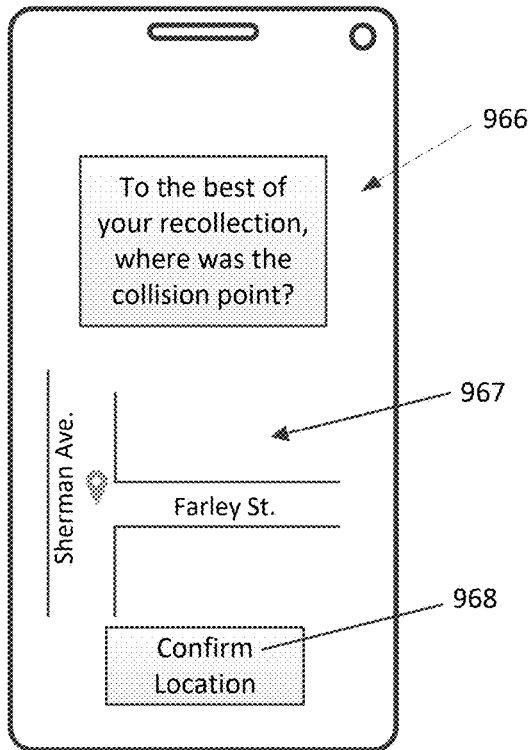 966
To the best of
your recollection,
where was the
collision point?
967
Sherman Ave.
Farley St.
968
Confirm
Location